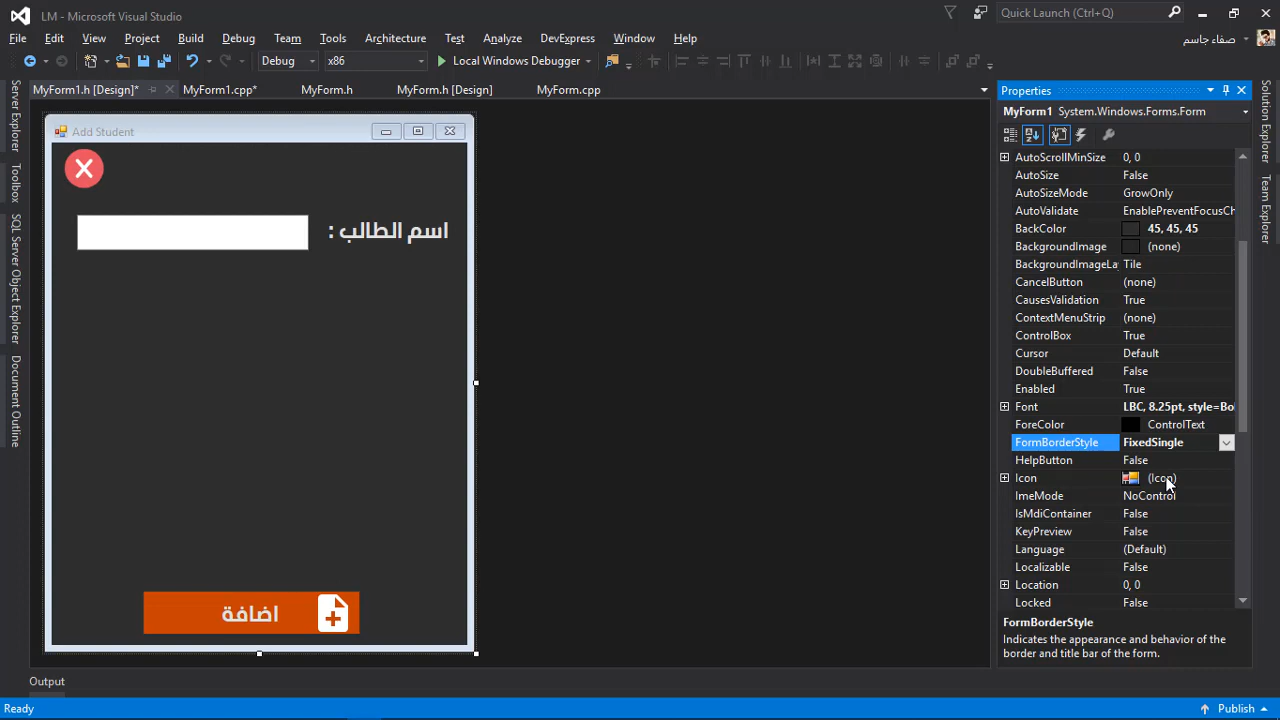 LM - Microsoft Visual Studio
Quick Launch (Ctrl+Q)
File Edit View Project Build Debug Team Tools Architecture Test Analyze DevExpress Window Help
صفاء جاسم
Debug x86 Local Windows Debugger
MyForm1.h [Design]* MyForm1.cpp* MyForm.h MyForm.h [Design] MyForm.cpp
Server Explorer
Toolbox
SQL Server Object Explorer
Document Outline
Add Student
اسم الطالب :
اضافة
Properties
MyForm1 System.Windows.Forms.Form
AutoScrollMinSize 0, 0
AutoSize False
AutoSizeMode GrowOnly
AutoValidate EnablePreventFocusCh
BackColor 45, 45, 45
BackgroundImage (none)
BackgroundImageLa Tile
CancelButton (none)
CausesValidation True
ContextMenuStrip (none)
ControlBox True
Cursor Default
DoubleBuffered False
Enabled True
Font LBC, 8.25pt, style=Bo
ForeColor ControlText
FormBorderStyle FixedSingle
HelpButton False
Icon (Icon)
ImeMode NoControl
IsMdiContainer False
KeyPreview False
Language (Default)
Localizable False
Location 0, 0
Locked False
FormBorderStyle
Indicates the appearance and behavior of the
border and title bar of the form.
Solution Explorer
Team Explorer
Output
Ready
Publish